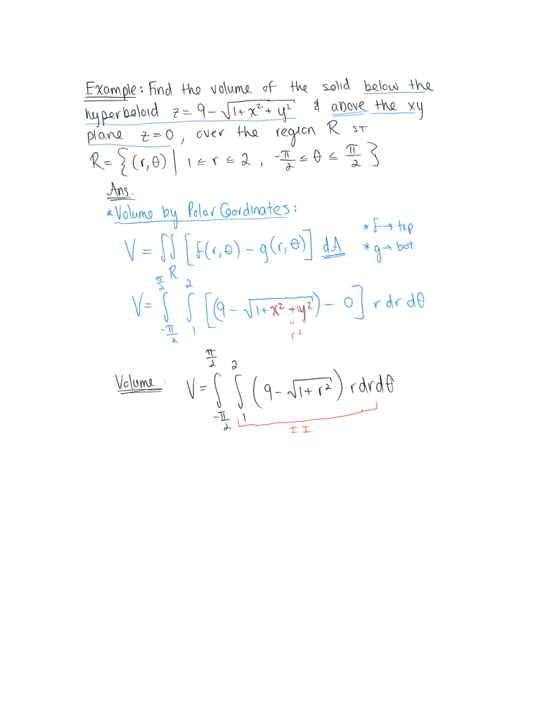 Example: Find the volume of the solid below the
hyperboloid z = 9 - √(1+x²+y²) & above the xy
plane z=0, over the region R st
R = { (r,θ) | 1 ≤ r ≤ 2 , -π/2 ≤ θ ≤ π/2 }
Ans.
*Volume by Polar Coordinates:
V = ∬_R [f(r,θ) - g(r,θ)] dA
* f → top
* g → bot
V = ∫_{-π/2}^{π/2} ∫_1^2 [(9 - √(1+x²+y²)) - 0] r dr dθ
" r²
Volume: V = ∫_{-π/2}^{π/2} ∫_1^2 (9 - √(1+r²)) r dr dθ
II